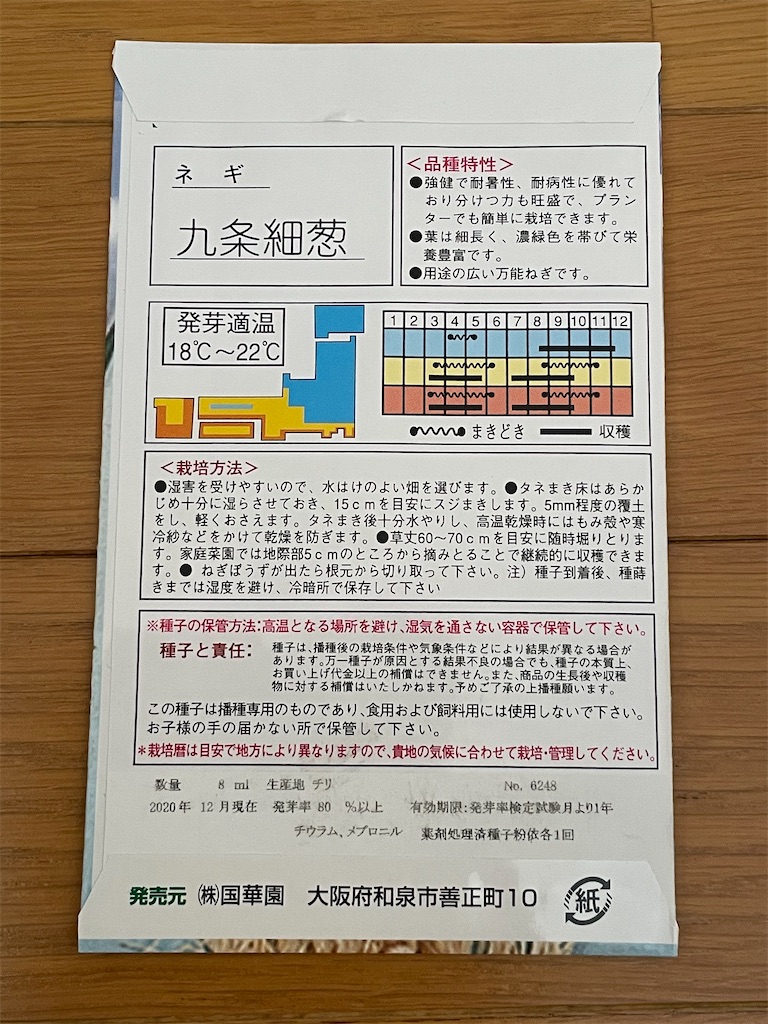 ネギ
九条細葱
＜品種特性＞
●強健で耐暑性、耐病性に優れて
おり分けつ力も旺盛で、プラン
ターでも簡単に栽培できます。
●葉は細長く、濃緑色を帯びて栄
養豊富です。
●用途の広い万能ねぎです。
発芽適温
18℃～22℃
1 2 3 4 5 6 7 8 9 10 11 12
まきどき 収穫
＜栽培方法＞
●湿害を受けやすいので、水はけのよい畑を選びます。●タネまき床はあらか
じめ十分に湿らさせておき、15cmを目安にスジまきします。5mm程度の覆土
をし、軽くおさえます。タネまき後十分水やりし、高温乾燥時にはもみ殻や寒
冷紗などをかけて乾燥を防ぎます。●草丈60～70cmを目安に随時堀りとりま
す。家庭菜園では地際部5cmのところから摘みとることで継続的に収穫できま
す。●ねぎぼうずが出たら根元から切り取って下さい。注）種子到着後、種蒔
きまでは湿度を避け、冷暗所で保存して下さい
※種子の保管方法:高温となる場所を避け、湿気を通さない容器で保管して下さい。
種子と責任:
種子は、播種後の栽培条件や気象条件などにより結果が異なる場合が
あります。万一種子が原因とする結果不良の場合でも、種子の本質上、
お買い上げ代金以上の補償はできません。また、商品の生長後や収穫
物に対する補償はいたしかねます。予めご了承の上播種願います。
この種子は播種専用のものであり、食用および飼料用には使用しないで下さい。
お子様の手の届かない所で保管して下さい。
＊栽培暦は目安で地方により異なりますので、貴地の気候に合わせて栽培・管理してください。
数量 8 ml 生産地 チリ No. 6248
2020年 12月現在 発芽率 80 %以上 有効期限:発芽率検定試験月より1年
チウラム、メプロニル 薬剤処理済種子粉依各1回
発売元 ㈱国華園 大阪府和泉市善正町10
紙